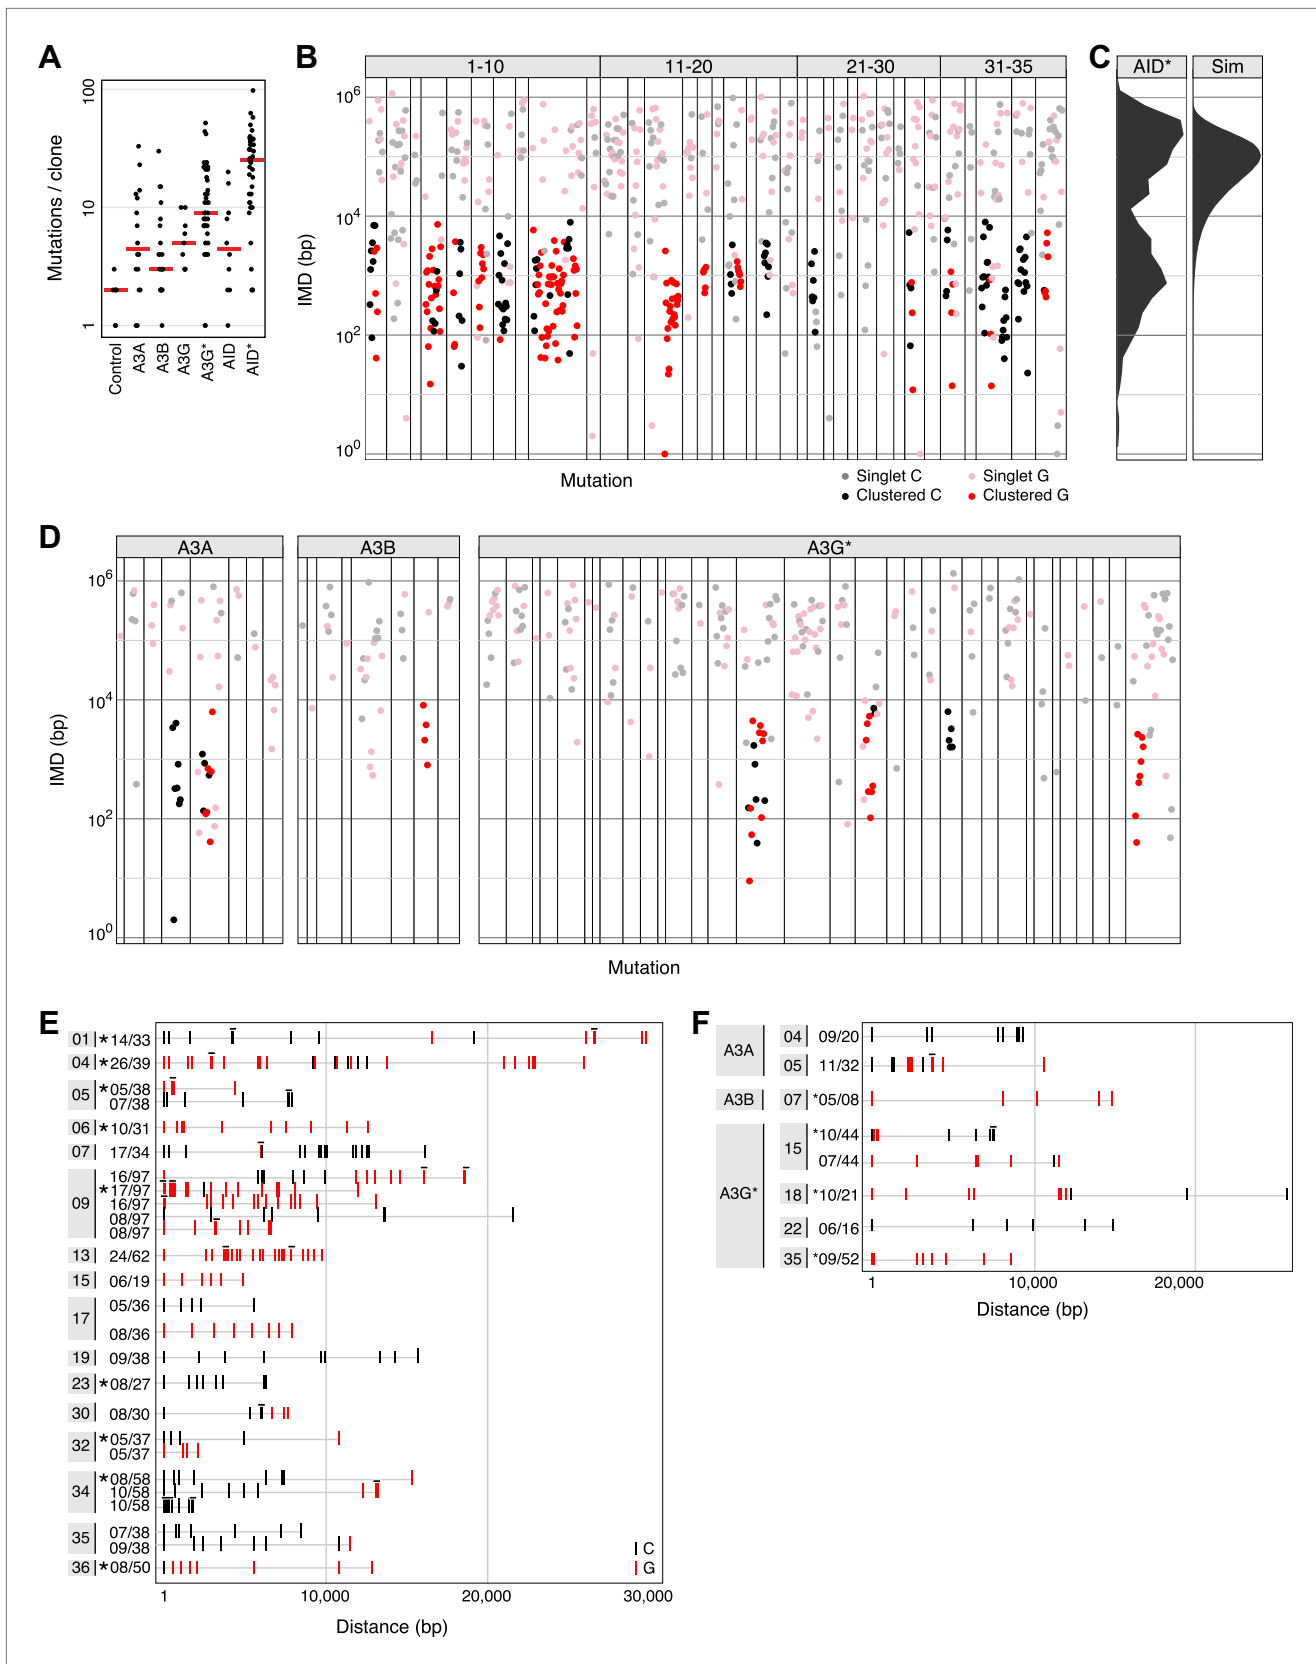 A
Mutations / clone
100
10
1
Control
A3A
A3B
A3G
A3G*
AID
AID*
B
1-10
11-20
21-30
31-35
IMD (bp)
10^6
10^4
10^2
10^0
Mutation
Singlet C
Singlet G
Clustered C
Clustered G
C
AID*
Sim
D
A3A
A3B
A3G*
IMD (bp)
10^6
10^4
10^2
10^0
Mutation
E
01 *14/33
04 *26/39
05 *05/38
07/38
06 *10/31
07 17/34
09 16/97
*17/97
16/97
08/97
08/97
13 24/62
15 06/19
17 05/36
08/36
19 09/38
23 *08/27
30 08/30
32 *05/37
05/37
34 *08/58
10/58
10/58
35 07/38
09/38
36 *08/50
C
G
1
10,000
20,000
30,000
Distance (bp)
F
A3A
04 09/20
05 11/32
A3B
07 *05/08
A3G*
15 *10/44
07/44
18 *10/21
22 06/16
35 *09/52
1
10,000
20,000
Distance (bp)